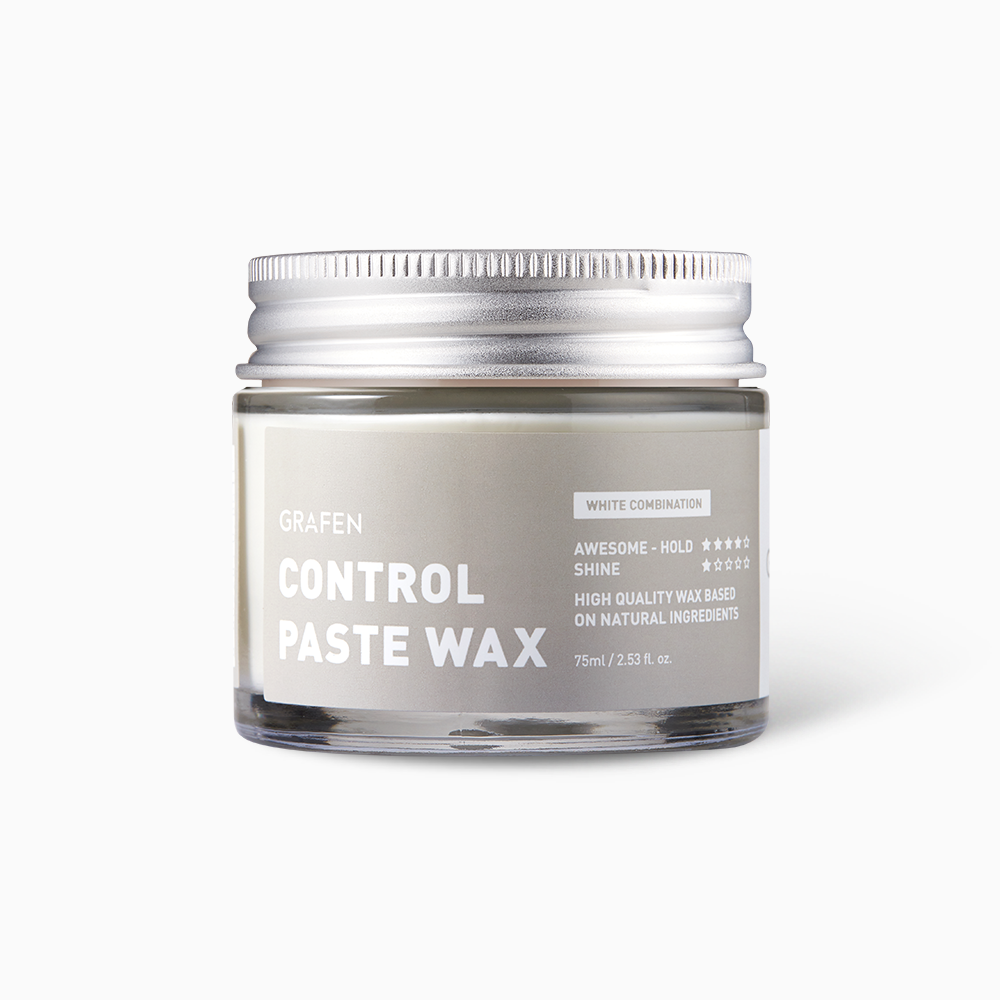 GRAFEN
CONTROL
PASTE WAX
WHITE COMBINATION
AWESOME - HOLD ★★★★☆
SHINE ★☆☆☆☆
HIGH QUALITY WAX BASED
ON NATURAL INGREDIENTS
75ml / 2.53 fl. oz.